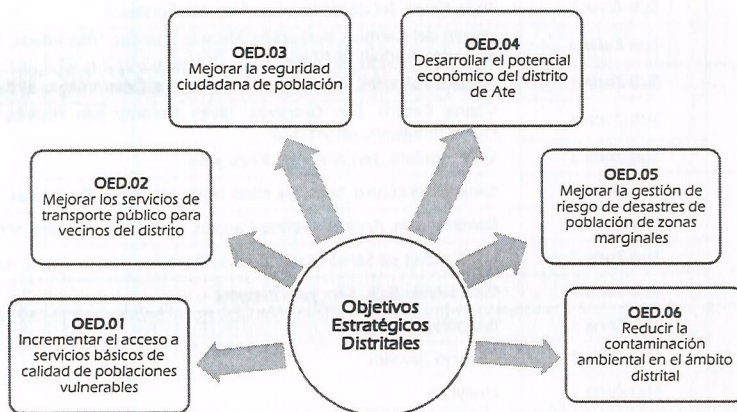 OED.03
Mejorar la seguridad
ciudadana de población
OED.04
Desarrollar el potencial
económico del distrito
de Ate
OED.02
Mejorar los servicios de
transporte público para
vecinos del distrito
OED.05
Mejorar la gestión de
riesgo de desastres de
población de zonas
marginales
OED.01
Incrementar el acceso a
servicios básicos de
calidad de poblaciones
vulnerables
Objetivos
Estratégicos
Distritales
OED.06
Reducir la
contaminación
ambiental en el ámbito
distrital